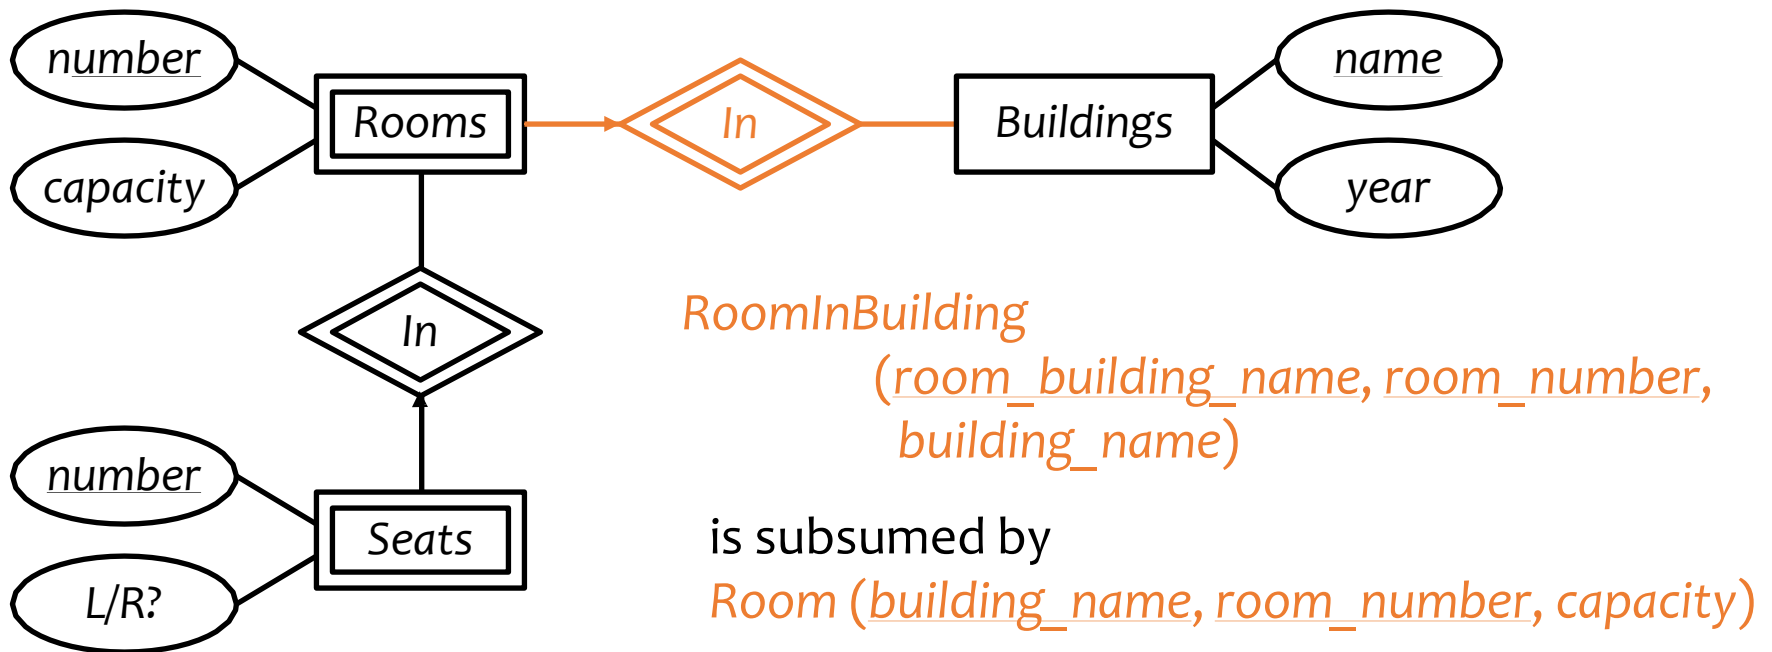 number
capacity
Rooms
In
Buildings
name
year
In
number
L/R?
Seats
RoomInBuilding
(room_building_name, room_number,
building_name)
is subsumed by
Room (building_name, room_number, capacity)